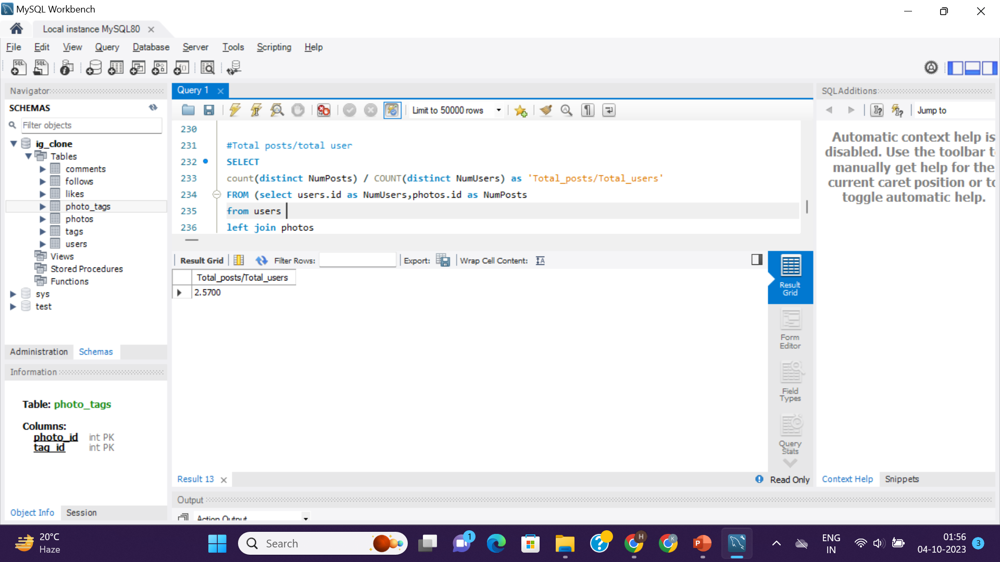 MySQL Workbench
Local instance MySQL80
File Edit View Query Database Server Tools Scripting Help
Navigator
SCHEMAS
Filter objects
ig_clone
Tables
comments
follows
likes
photo_tags
photos
tags
users
Views
Stored Procedures
Functions
sys
test
Administration Schemas
Information
Table: photo_tags
Columns:
photo_id int PK
tag_id int PK
Object Info Session
Query 1
Limit to 50000 rows
230
231 #Total posts/total user
232 SELECT
233 count(distinct NumPosts) / COUNT(distinct NumUsers) as 'Total_posts/Total_users'
234 FROM (select users.id as NumUsers,photos.id as NumPosts
235 from users
236 left join photos
Result Grid Filter Rows: Export: Wrap Cell Content:
Total_posts/Total_users
2.5700
Result Grid
Form Editor
Field Types
Query Stats
Result 13
Read Only
Output
Action Output
SQLAdditions
Jump to
Automatic context help is
disabled. Use the toolbar t
manually get help for the
current caret position or to
toggle automatic help.
Context Help Snippets
20°C
Haze
Search
1
H
K
P
ENG
IN
01:56
04-10-2023
3